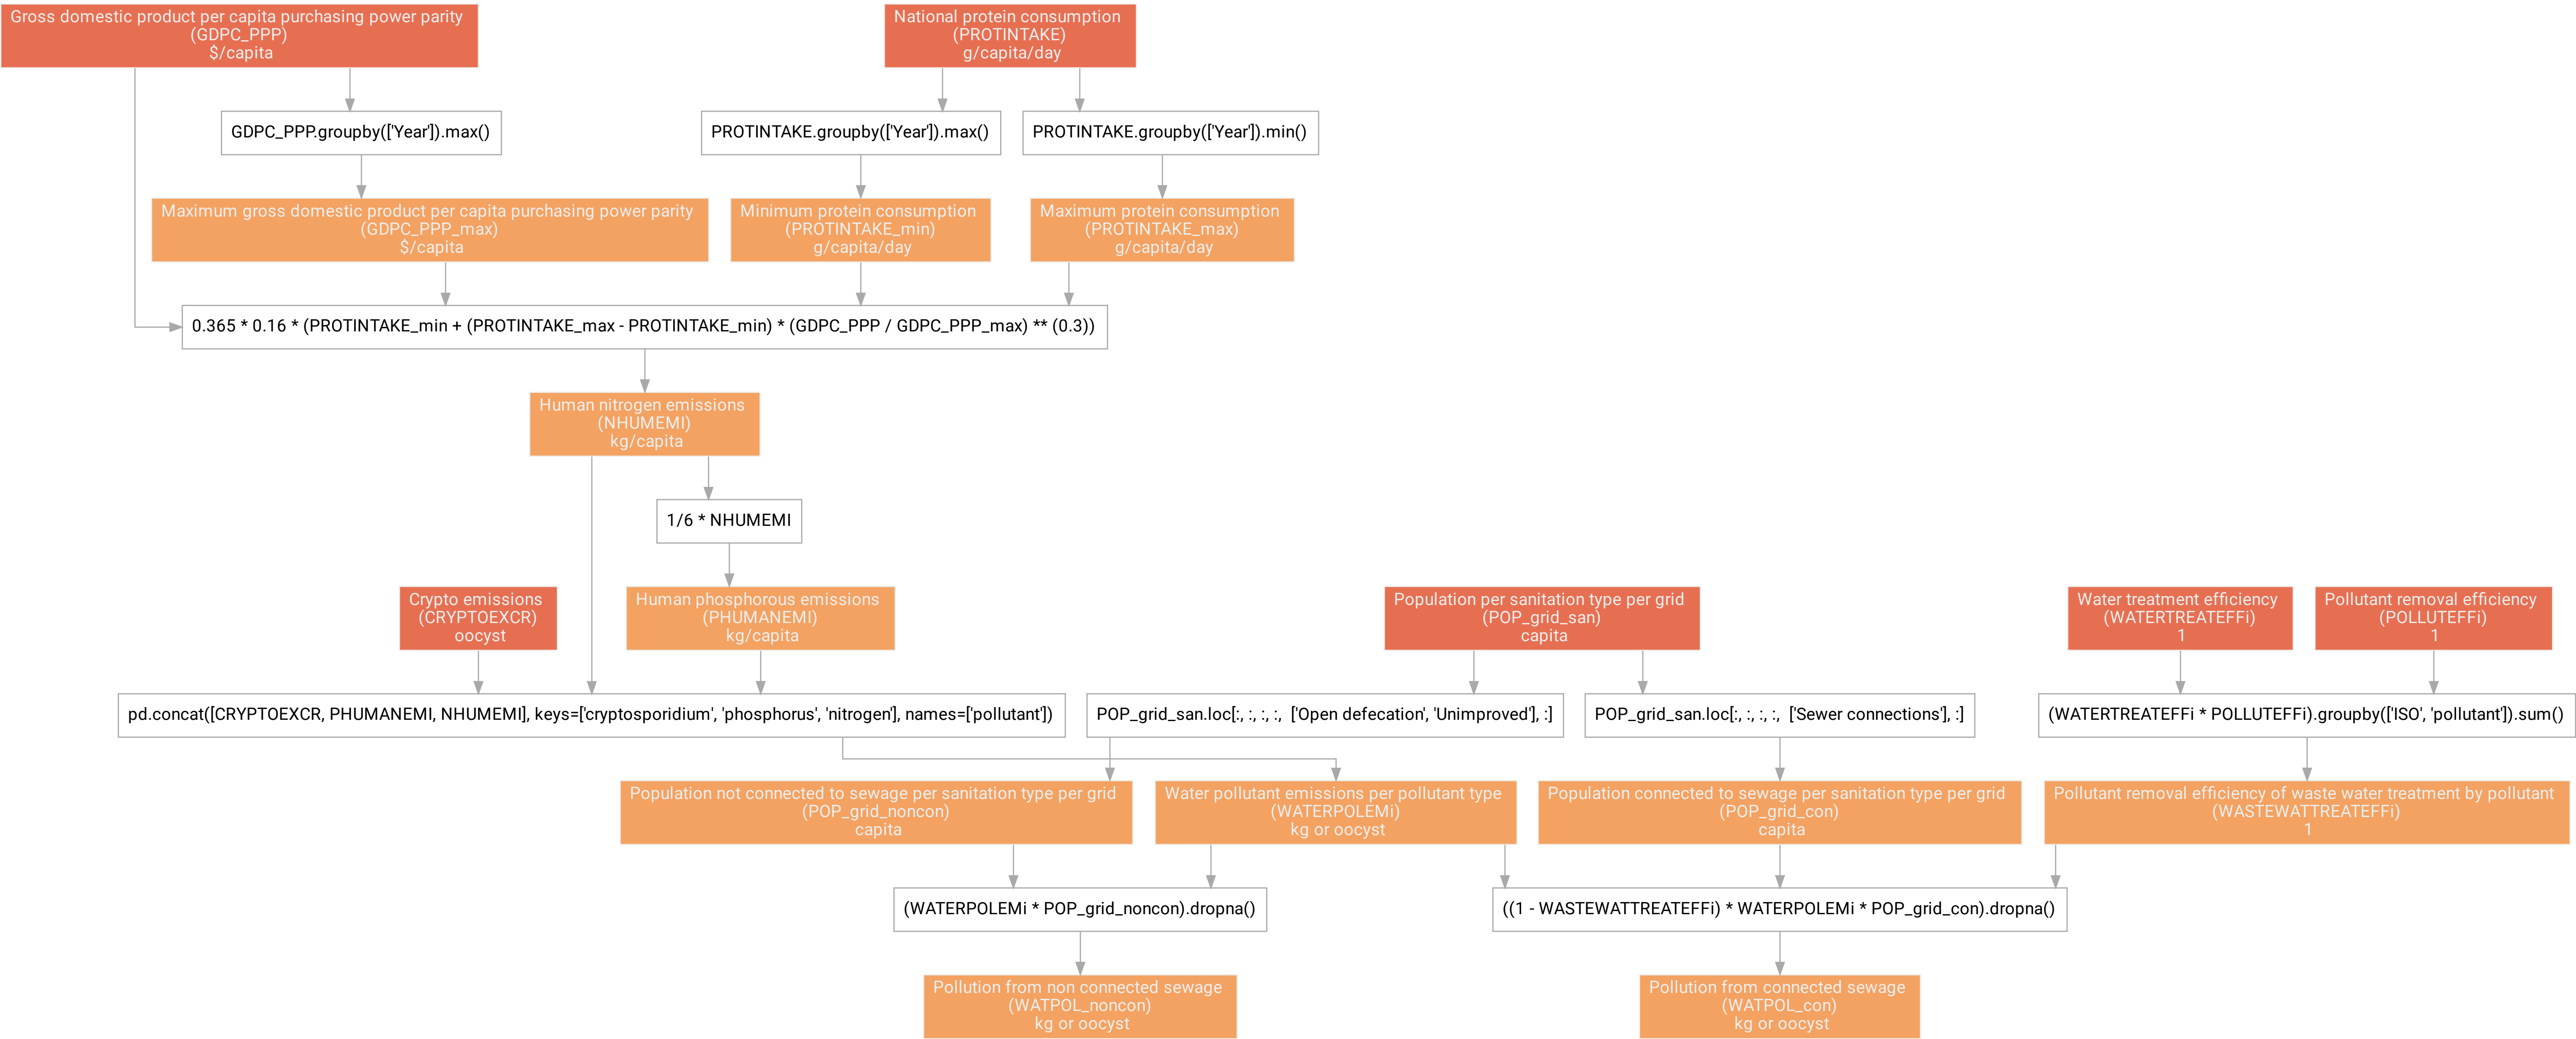 Gross domestic product per capita purchasing power parity
(GDPC_PPP)
$/capita
National protein consumption
(PROTINTAKE)
g/capita/day
GDPC_PPP.groupby(['Year']).max()
PROTINTAKE.groupby(['Year']).max()
PROTINTAKE.groupby(['Year']).min()
Maximum gross domestic product per capita purchasing power parity
(GDPC_PPP_max)
$/capita
Minimum protein consumption
(PROTINTAKE_min)
g/capita/day
Maximum protein consumption
(PROTINTAKE_max)
g/capita/day
0.365 * 0.16 * (PROTINTAKE_min + (PROTINTAKE_max - PROTINTAKE_min) * (GDPC_PPP / GDPC_PPP_max) ** (0.3))
Human nitrogen emissions
(NHUMEMI)
kg/capita
1/6 * NHUMEMI
Crypto emissions
(CRYPTOEXCR)
oocyst
Human phosphorous emissions
(PHUMANEMI)
kg/capita
Population per sanitation type per grid
(POP_grid_san)
capita
Water treatment efficiency
(WATERTREATEFFi)
1
Pollutant removal efficiency
(POLLUTEFFi)
1
pd.concat([CRYPTOEXCR, PHUMANEMI, NHUMEMI], keys=['cryptosporidium', 'phosphorus', 'nitrogen'], names=['pollutant'])
POP_grid_san.loc[:, :, :, :,  ['Open defecation', 'Unimproved'], :]
POP_grid_san.loc[:, :, :, :,  ['Sewer connections'], :]
(WATERTREATEFFi * POLLUTEFFi).groupby(['ISO', 'pollutant']).sum()
Population not connected to sewage per sanitation type per grid
(POP_grid_noncon)
capita
Water pollutant emissions per pollutant type
(WATERPOLEMi)
kg or oocyst
Population connected to sewage per sanitation type per grid
(POP_grid_con)
capita
Pollutant removal efficiency of waste water treatment by pollutant
(WASTEWATTREATEFFi)
1
(WATERPOLEMi * POP_grid_noncon).dropna()
((1 - WASTEWATTREATEFFi) * WATERPOLEMi * POP_grid_con).dropna()
Pollution from non connected sewage
(WATPOL_noncon)
kg or oocyst
Pollution from connected sewage
(WATPOL_con)
kg or oocyst